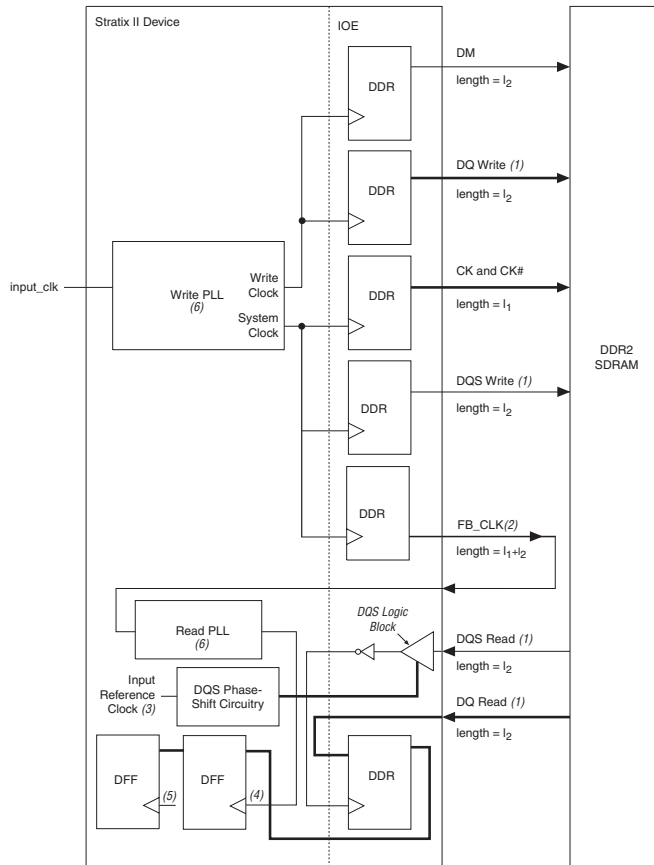 Stratix II Device
IOE
DDR
DM
length = l2
DDR
DQ Write (1)
length = l2
input_clk
Write PLL
(6)
Write
Clock
System
Clock
DDR
CK and CK#
length = l1
DDR2
SDRAM
DDR
DQS Write (1)
length = l2
DDR
FB_CLK(2)
length = l1+l2
Read PLL
(6)
DQS Logic
Block
DQS Read (1)
length = l2
Input
Reference
Clock (3)
DQS Phase-
Shift Circuitry
DQ Read (1)
length = l2
DFF
(5)
DFF
(4)
DDR